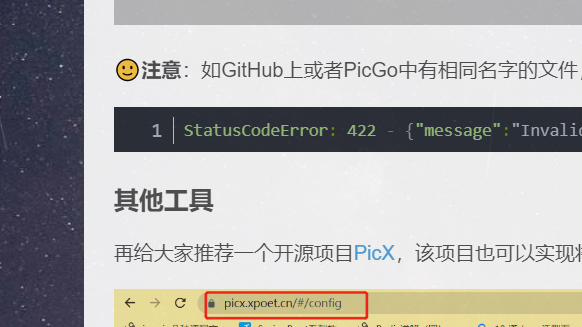 注意：如GitHub上或者PicGo中有相同名字的文件，
1 StatusCodeError: 422 - {"message":"Invalid
其他工具
再给大家推荐一个开源项目PicX，该项目也可以实现将
picx.xpoet.cn/#/config